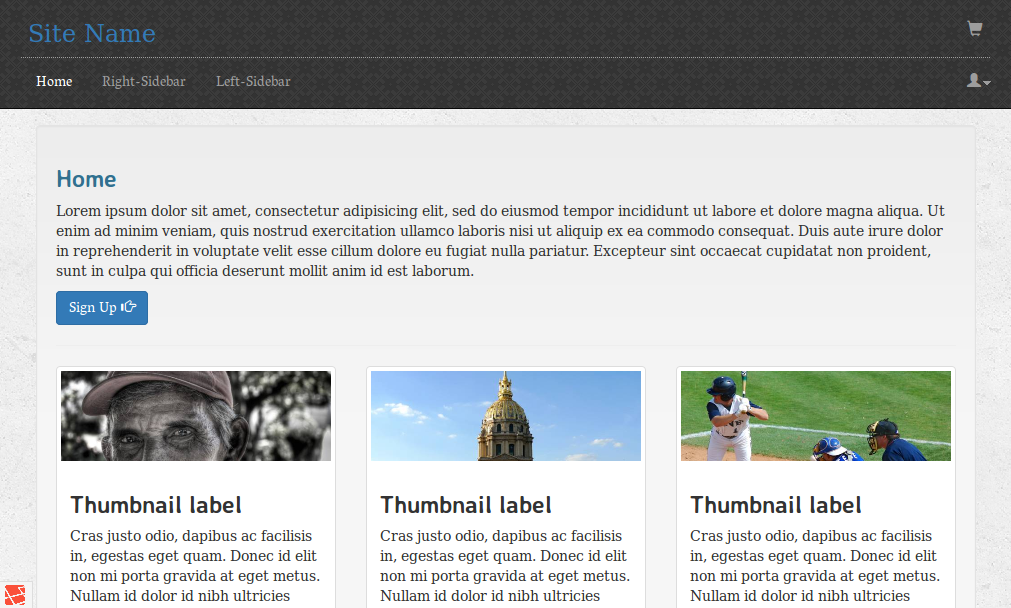 Site Name
Home Right-Sidebar Left-Sidebar
Home
Lorem ipsum dolor sit amet, consectetur adipisicing elit, sed do eiusmod tempor incididunt ut labore et dolore magna aliqua. Ut
enim ad minim veniam, quis nostrud exercitation ullamco laboris nisi ut aliquip ex ea commodo consequat. Duis aute irure dolor
in reprehenderit in voluptate velit esse cillum dolore eu fugiat nulla pariatur. Excepteur sint occaecat cupidatat non proident,
sunt in culpa qui officia deserunt mollit anim id est laborum.
Sign Up
Thumbnail label
Cras justo odio, dapibus ac facilisis
in, egestas eget quam. Donec id elit
non mi porta gravida at eget metus.
Nullam id dolor id nibh ultricies
Thumbnail label
Cras justo odio, dapibus ac facilisis
in, egestas eget quam. Donec id elit
non mi porta gravida at eget metus.
Nullam id dolor id nibh ultricies
Thumbnail label
Cras justo odio, dapibus ac facilisis
in, egestas eget quam. Donec id elit
non mi porta gravida at eget metus.
Nullam id dolor id nibh ultricies